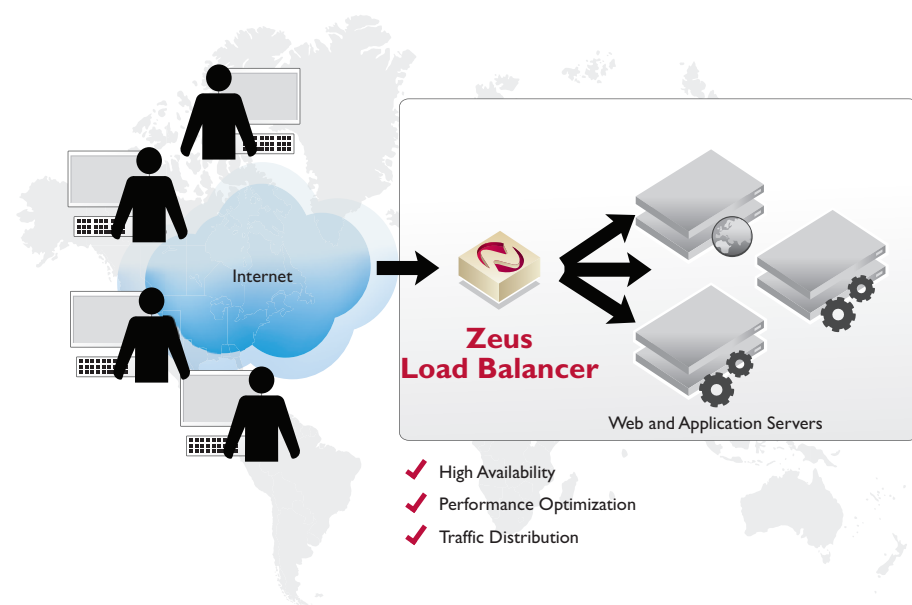 Internet
Zeus
Load Balancer
Web and Application Servers
High Availability
Performance Optimization
Traffic Distribution